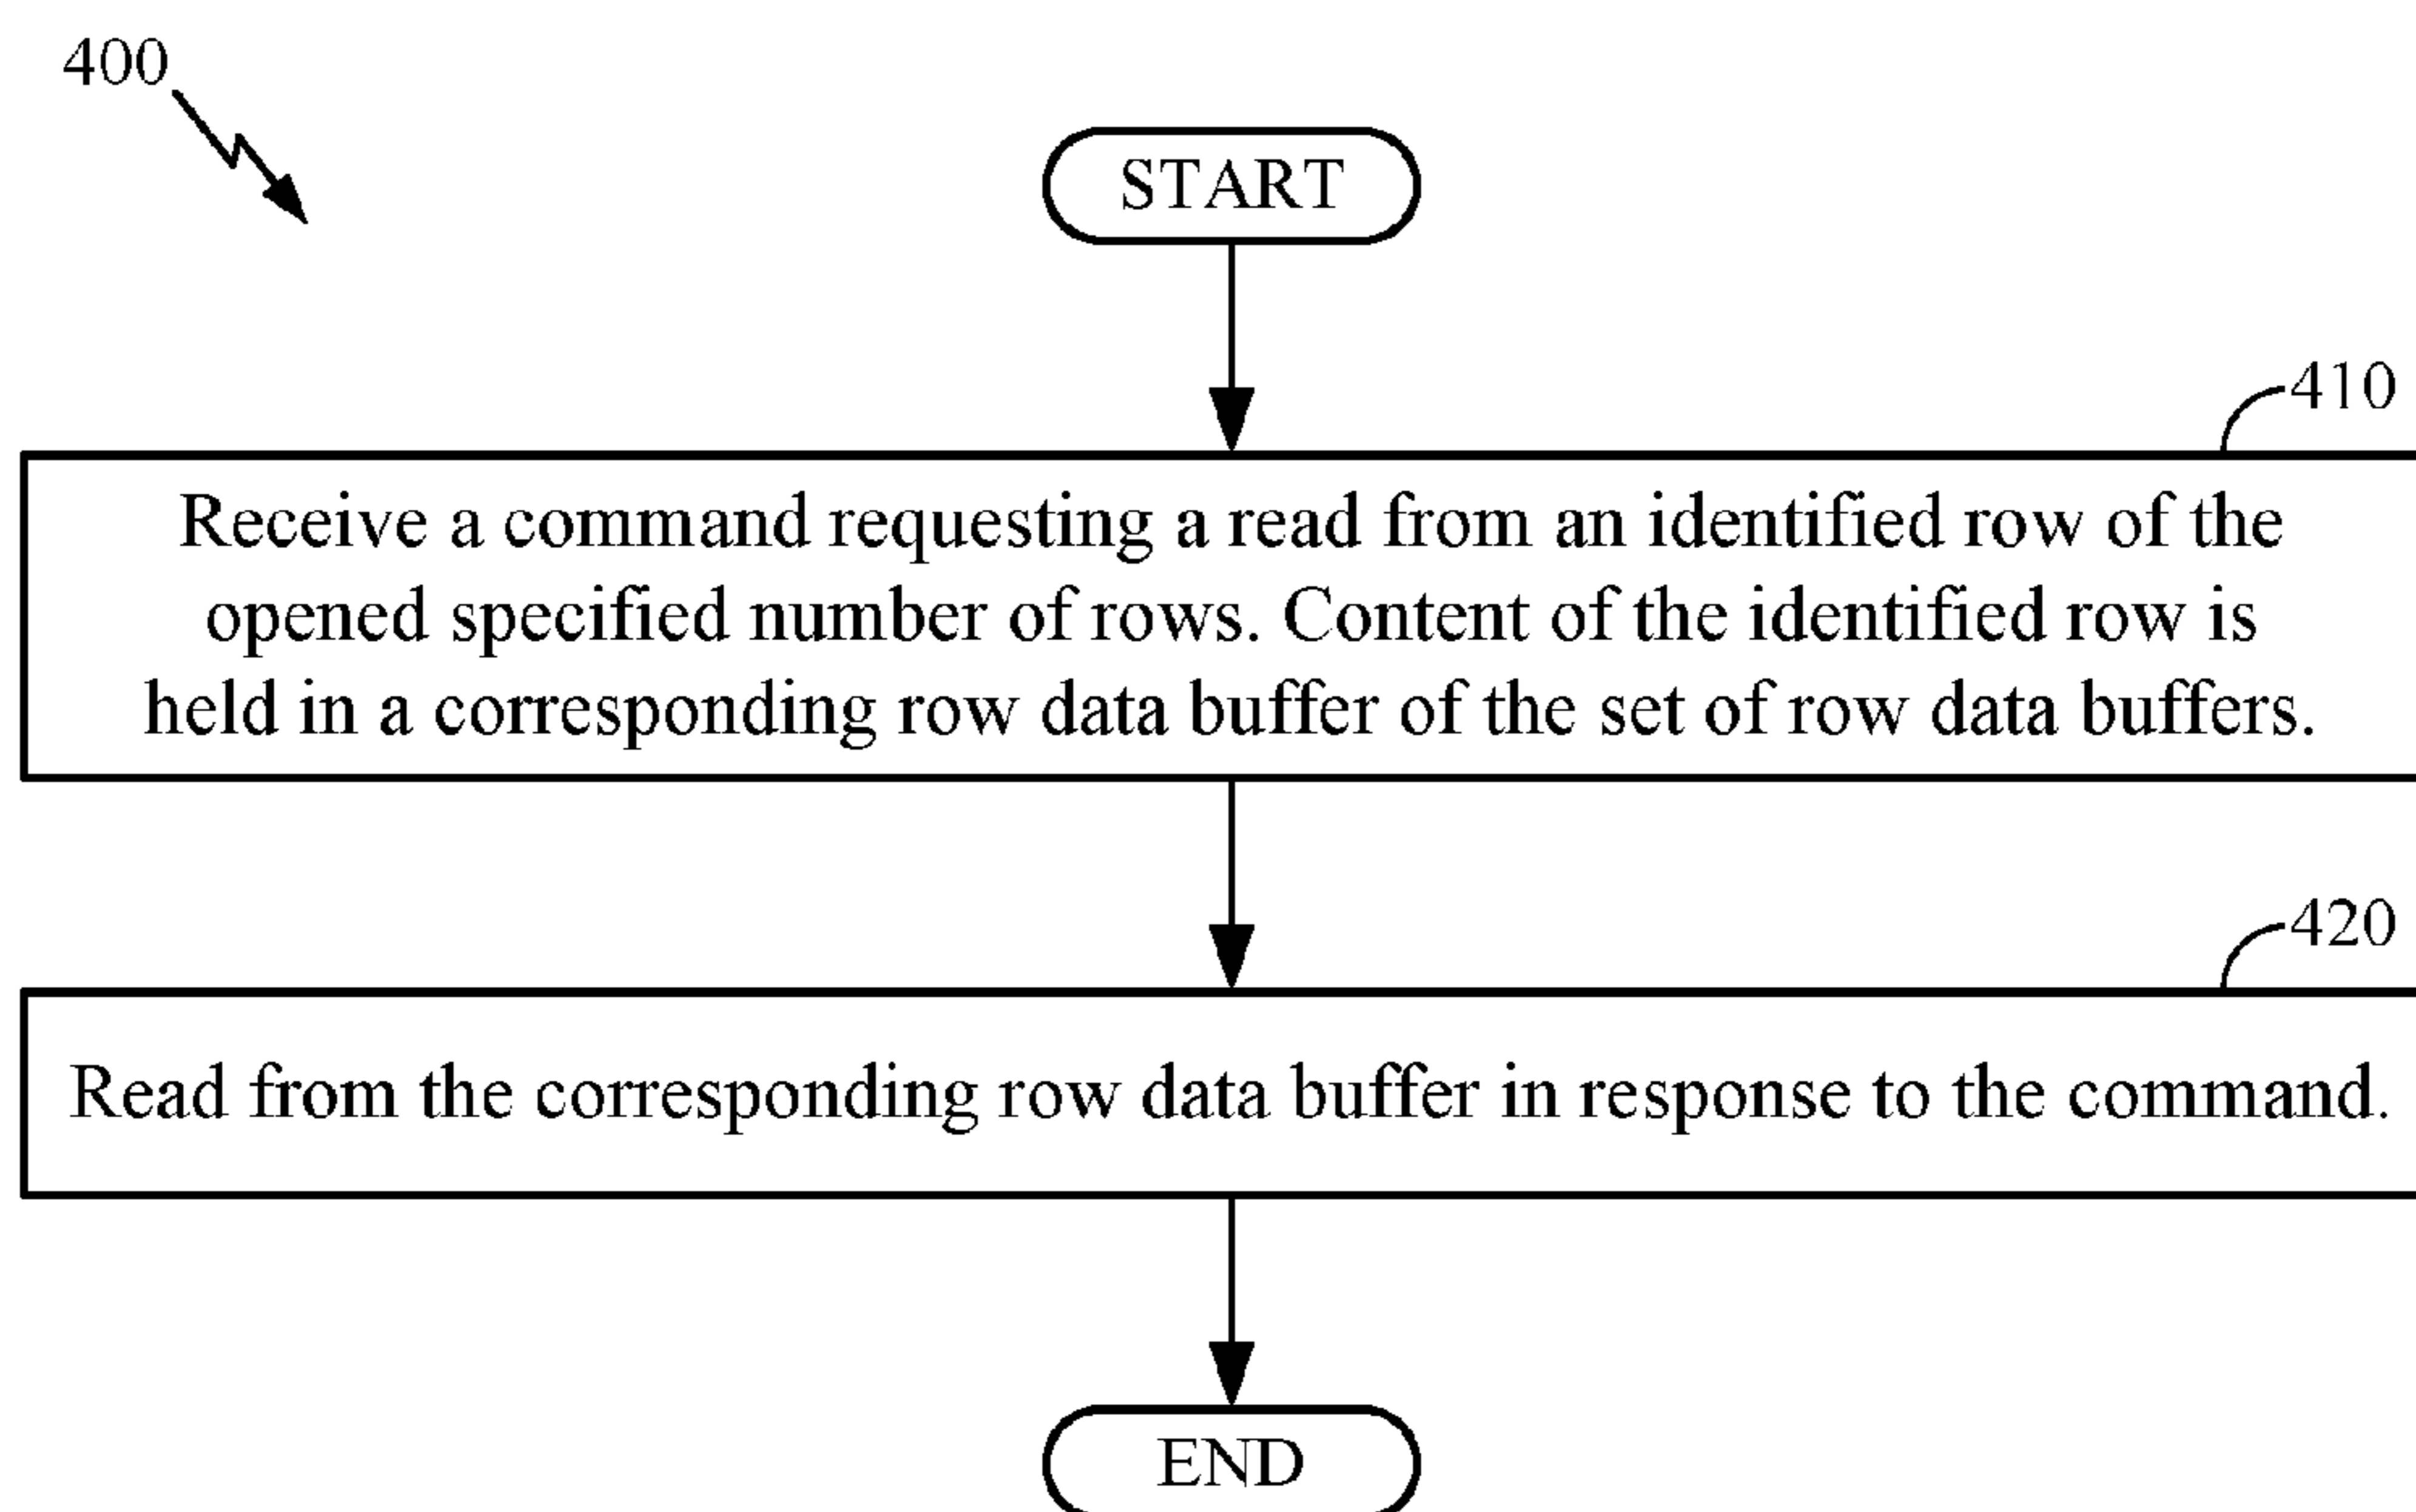 400
START
410
Receive a command requesting a read from an identified row of the
opened specified number of rows. Content of the identified row is
held in a corresponding row data buffer of the set of row data buffers.
420
Read from the corresponding row data buffer in response to the command.
END